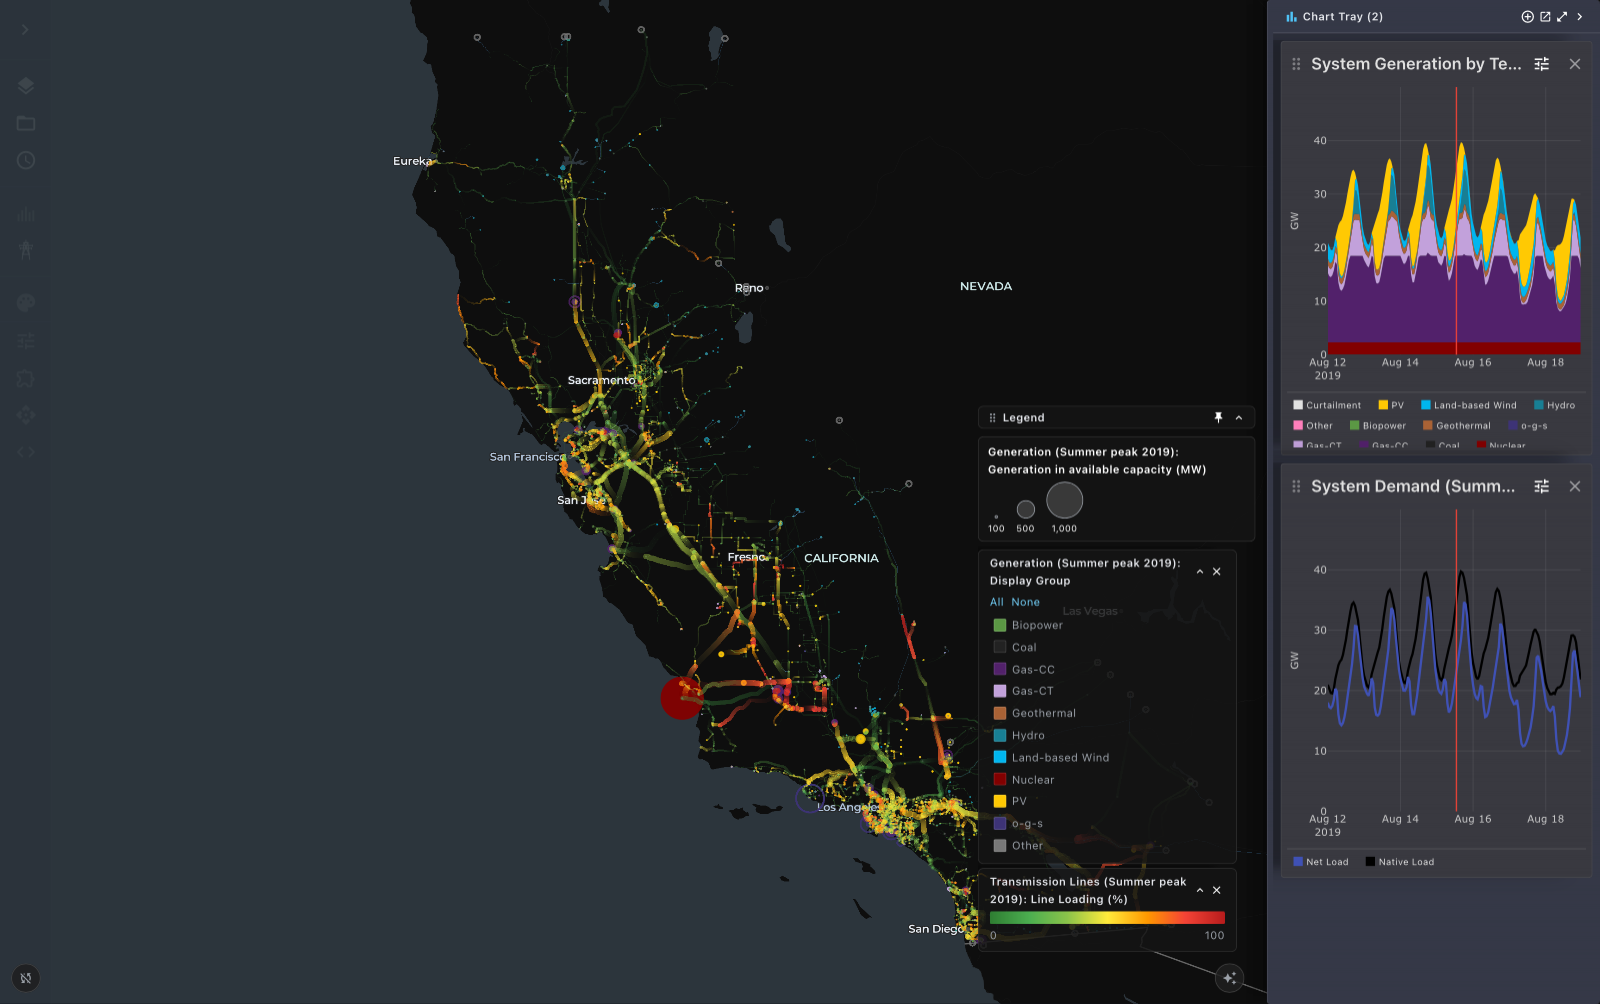 Chart Tray (2)
System Generation by Te...
GW
40
30
20
10
0
Aug 12
2019
Aug 14
Aug 16
Aug 18
Curtailment
PV
Land-based Wind
Hydro
Other
Biopower
Geothermal
o-g-s
Gas-CT
Gas-CC
Coal
Nuclear
System Demand (Summ...
GW
40
30
20
10
0
Aug 12
2019
Aug 14
Aug 16
Aug 18
Net Load
Native Load
Eureka
Reno
NEVADA
Sacramento
San Francisco
San Jose
Fresno
CALIFORNIA
Las Vegas
Los Angeles
San Diego
Legend
Generation (Summer peak 2019):
Generation in available capacity (MW)
100
500
1,000
Generation (Summer peak 2019):
Display Group
All None
Biopower
Coal
Gas-CC
Gas-CT
Geothermal
Hydro
Land-based Wind
Nuclear
PV
o-g-s
Other
Transmission Lines (Summer peak
2019): Line Loading (%)
0
100